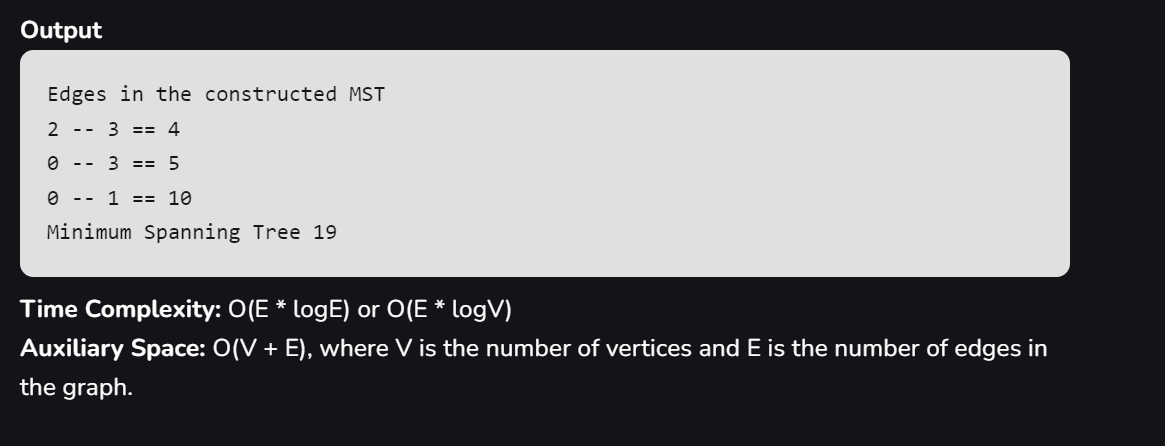 Output
Edges in the constructed MST
2 -- 3 == 4
0 -- 3 == 5
0 -- 1 == 10
Minimum Spanning Tree 19
Time Complexity: O(E * logE) or O(E * logV)
Auxiliary Space: O(V + E), where V is the number of vertices and E is the number of edges in
the graph.